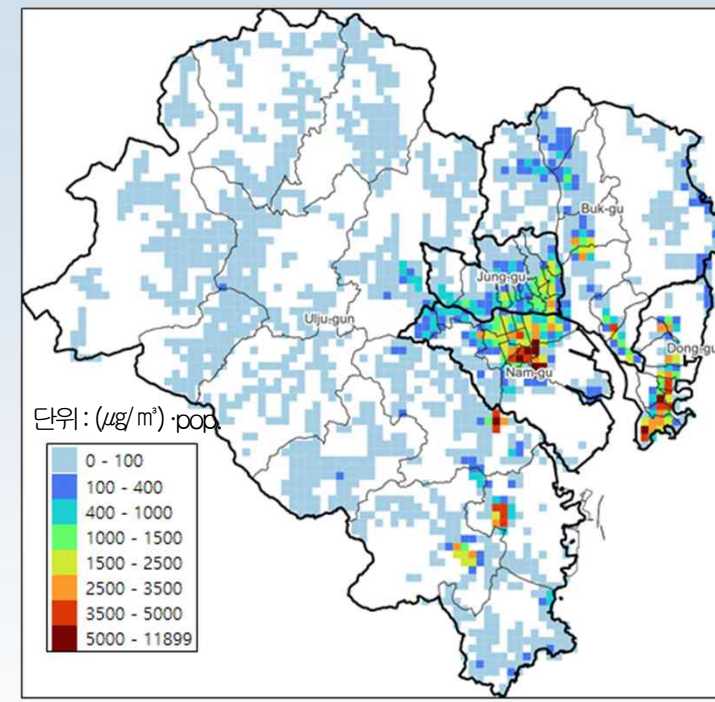 Buk-gu
Jung-gu
Ulju-gun
Dong-gu
Nam-gu
단위 : (㎍/㎥) ·pop.
0 - 100
100 - 400
400 - 1000
1000 - 1500
1500 - 2500
2500 - 3500
3500 - 5000
5000 - 11899